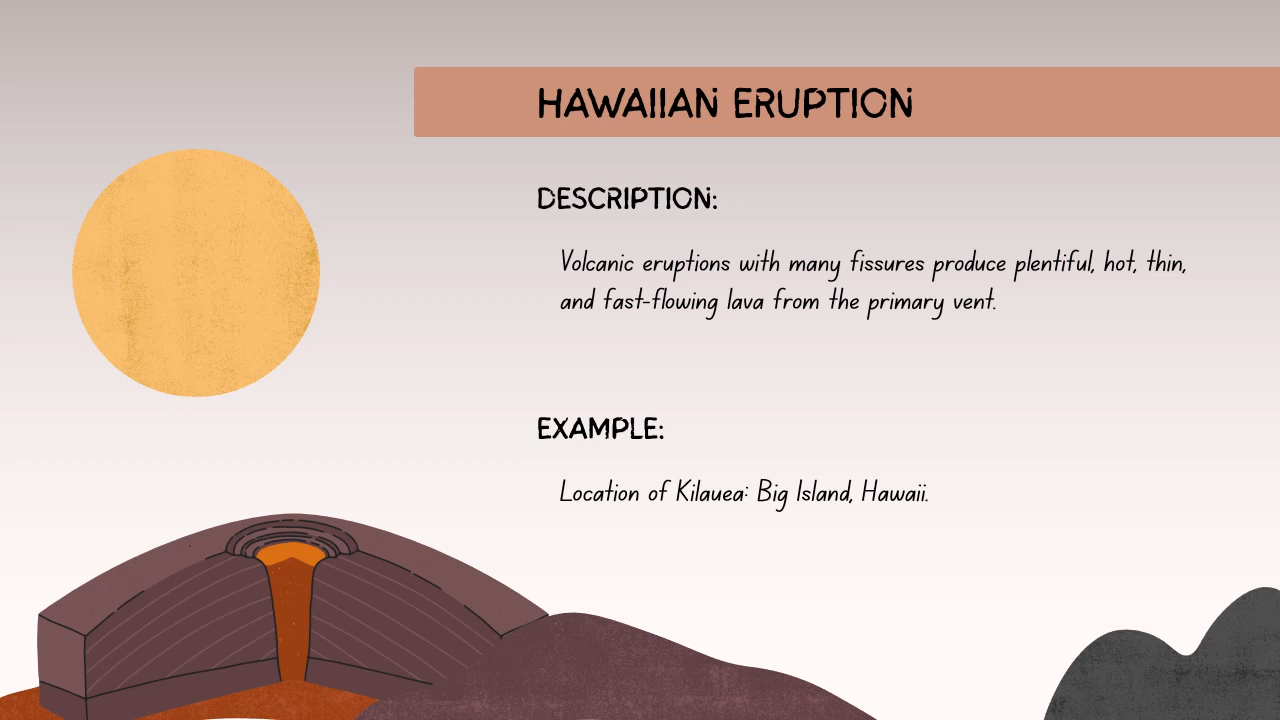 HAWAIIAN ERUPTION
DESCRIPTION:
Volcanic eruptions with many fissures produce plentiful, hot, thin,
and fast-flowing lava from the primary vent.
EXAMPLE:
Location of Kilauea: Big Island, Hawaii.